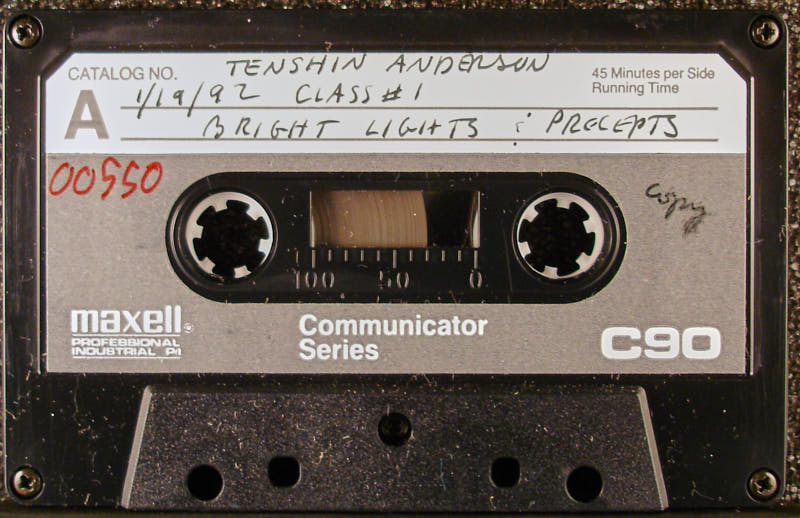 CATALOG NO. TENSHIN ANDERSON
45 Minutes per Side
Running Time
A 1/19/92 CLASS #1
BRIGHT LIGHTS & PRECEPTS
00550
Copy
100 50 0
maxell®
PROFESSIONAL
INDUSTRIAL P/I
Communicator
Series
C90